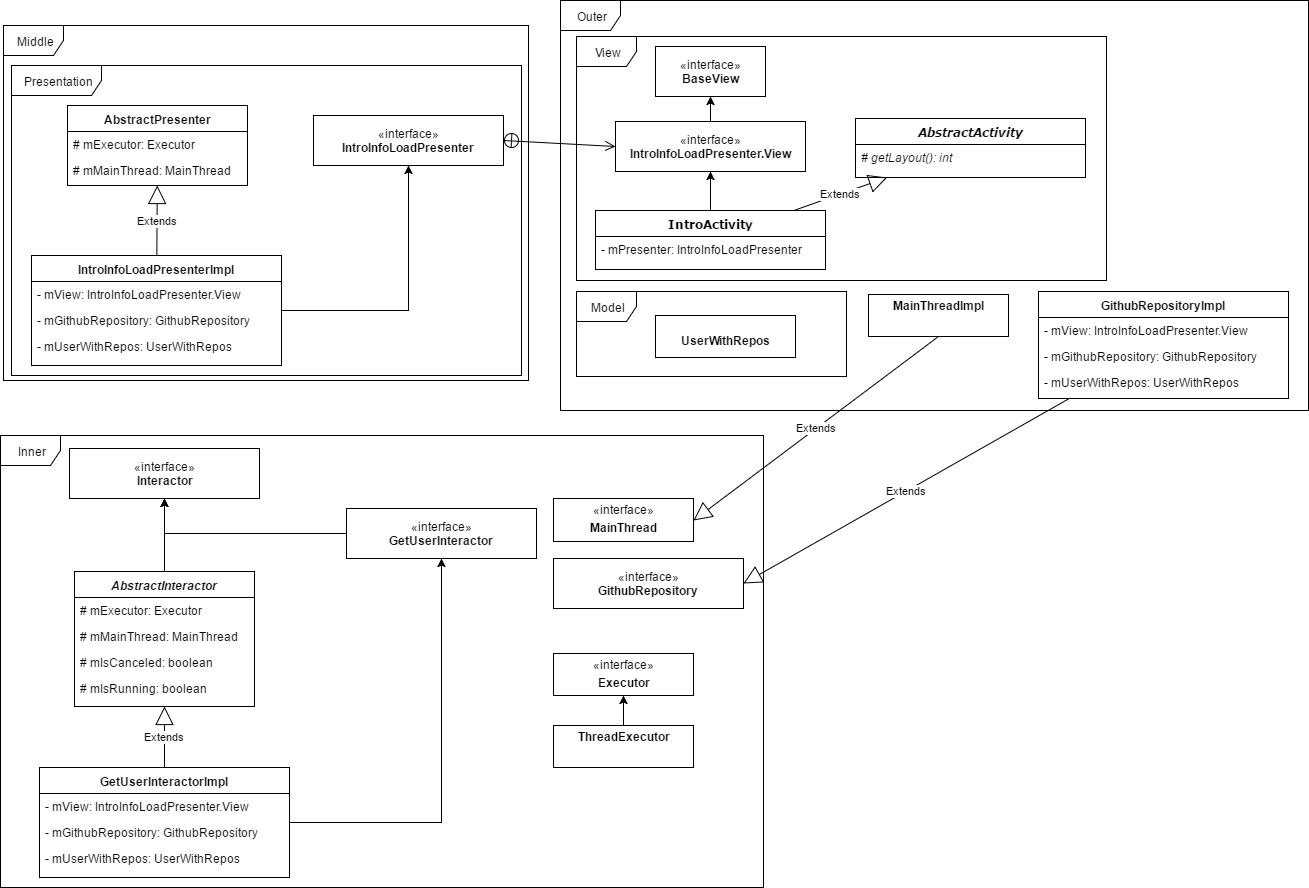 Middle
Presentation
AbstractPresenter
# mExecutor: Executor
# mMainThread: MainThread
Extends
IntroInfoLoadPresenterImpl
- mView: IntroInfoLoadPresenter.View
- mGithubRepository: GithubRepository
- mUserWithRepos: UserWithRepos
«interface»
IntroInfoLoadPresenter
Outer
View
«interface»
BaseView
«interface»
IntroInfoLoadPresenter.View
AbstractActivity
# getLayout(): int
Extends
IntroActivity
- mPresenter: IntroInfoLoadPresenter
Model
UserWithRepos
MainThreadImpl
GithubRepositoryImpl
- mView: IntroInfoLoadPresenter.View
- mGithubRepository: GithubRepository
- mUserWithRepos: UserWithRepos
Extends
Extends
Inner
«interface»
Interactor
«interface»
GetUserInteractor
AbstractInteractor
# mExecutor: Executor
# mMainThread: MainThread
# mIsCanceled: boolean
# mIsRunning: boolean
Extends
GetUserInteractorImpl
- mView: IntroInfoLoadPresenter.View
- mGithubRepository: GithubRepository
- mUserWithRepos: UserWithRepos
«interface»
MainThread
«interface»
GithubRepository
«interface»
Executor
ThreadExecutor